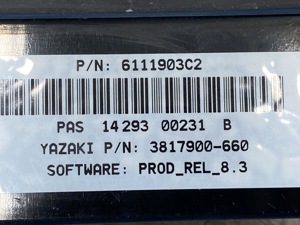 P/N: 6111903C2
PAS 14293 00231 B
YAZAKI P/N: 3817900-660
SOFTWARE: PROD_REL_8.3